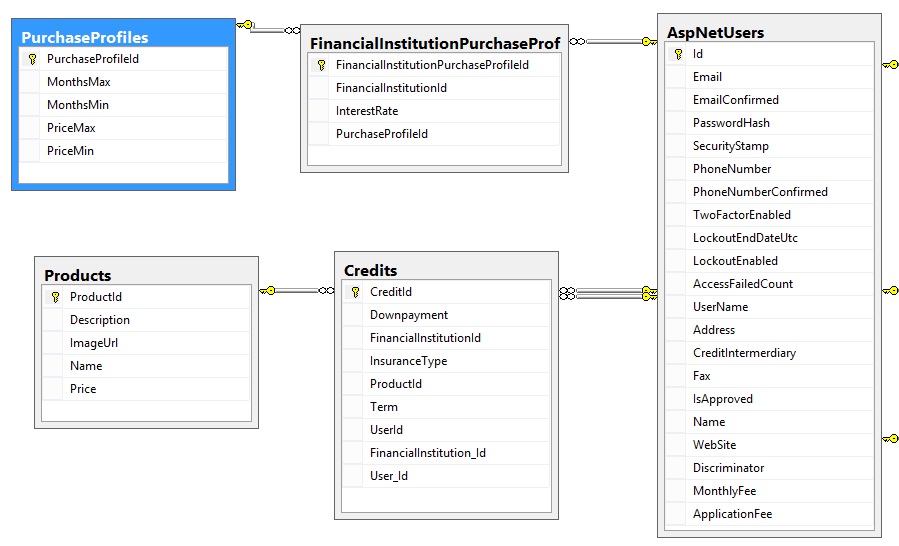 PurchaseProfiles
PurchaseProfileId
MonthsMax
MonthsMin
PriceMax
PriceMin
FinancialInstitutionPurchaseProf
FinancialInstitutionPurchaseProfileId
FinancialInstitutionId
InterestRate
PurchaseProfileId
AspNetUsers
Id
Email
EmailConfirmed
PasswordHash
SecurityStamp
PhoneNumber
PhoneNumberConfirmed
TwoFactorEnabled
LockoutEndDateUtc
LockoutEnabled
AccessFailedCount
UserName
Address
CreditIntermerdiary
Fax
IsApproved
Name
WebSite
Discriminator
MonthlyFee
ApplicationFee
Products
ProductId
Description
ImageUrl
Name
Price
Credits
CreditId
Downpayment
FinancialInstitutionId
InsuranceType
ProductId
Term
UserId
FinancialInstitution_Id
User_Id